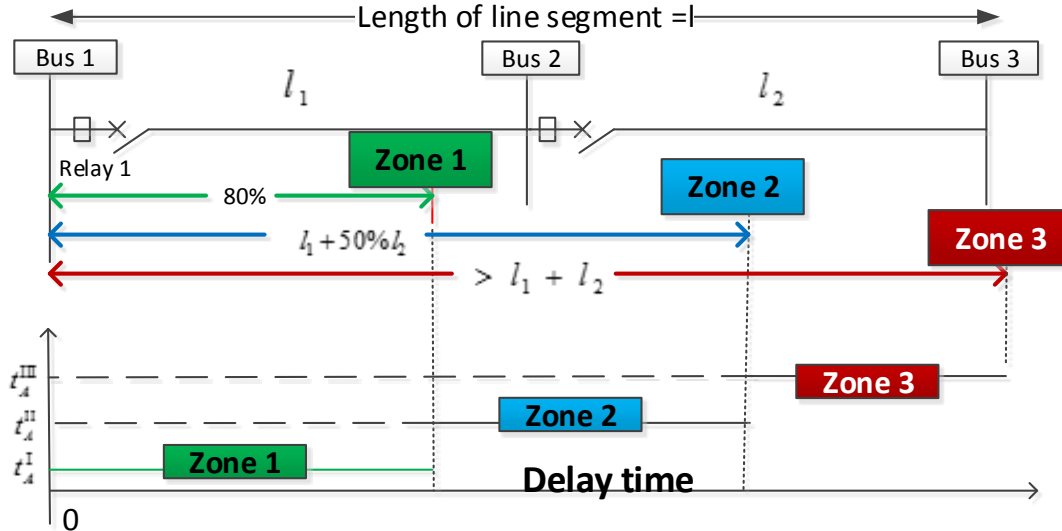 Length of line segment =l
Bus 1
Bus 2
Bus 3
l₁
l₂
Relay 1
Zone 1
80%
Zone 2
l₁+50%l₂
Zone 3
> l₁ + l₂
t_A^III
Zone 3
t_A^II
Zone 2
t_A^I
Zone 1
Delay time
0